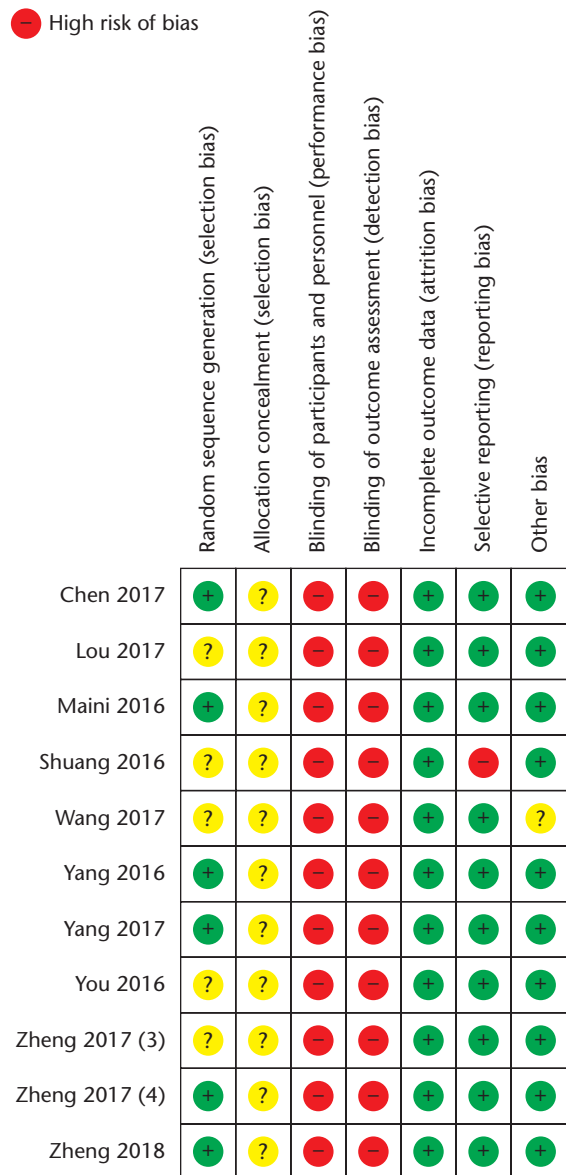 − High risk of bias
Random sequence generation (selection bias)
Allocation concealment (selection bias)
Blinding of participants and personnel (performance bias)
Blinding of outcome assessment (detection bias)
Incomplete outcome data (attrition bias)
Selective reporting (reporting bias)
Other bias
Chen 2017 + ? − − + + +
Lou 2017 ? ? − − + + +
Maini 2016 + ? − − + + +
Shuang 2016 ? ? − − + − +
Wang 2017 ? ? − − + + ?
Yang 2016 + ? − − + + +
Yang 2017 + ? − − + + +
You 2016 ? ? − − + + +
Zheng 2017 (3) ? ? − − + + +
Zheng 2017 (4) + ? − − + + +
Zheng 2018 + ? − − + + +